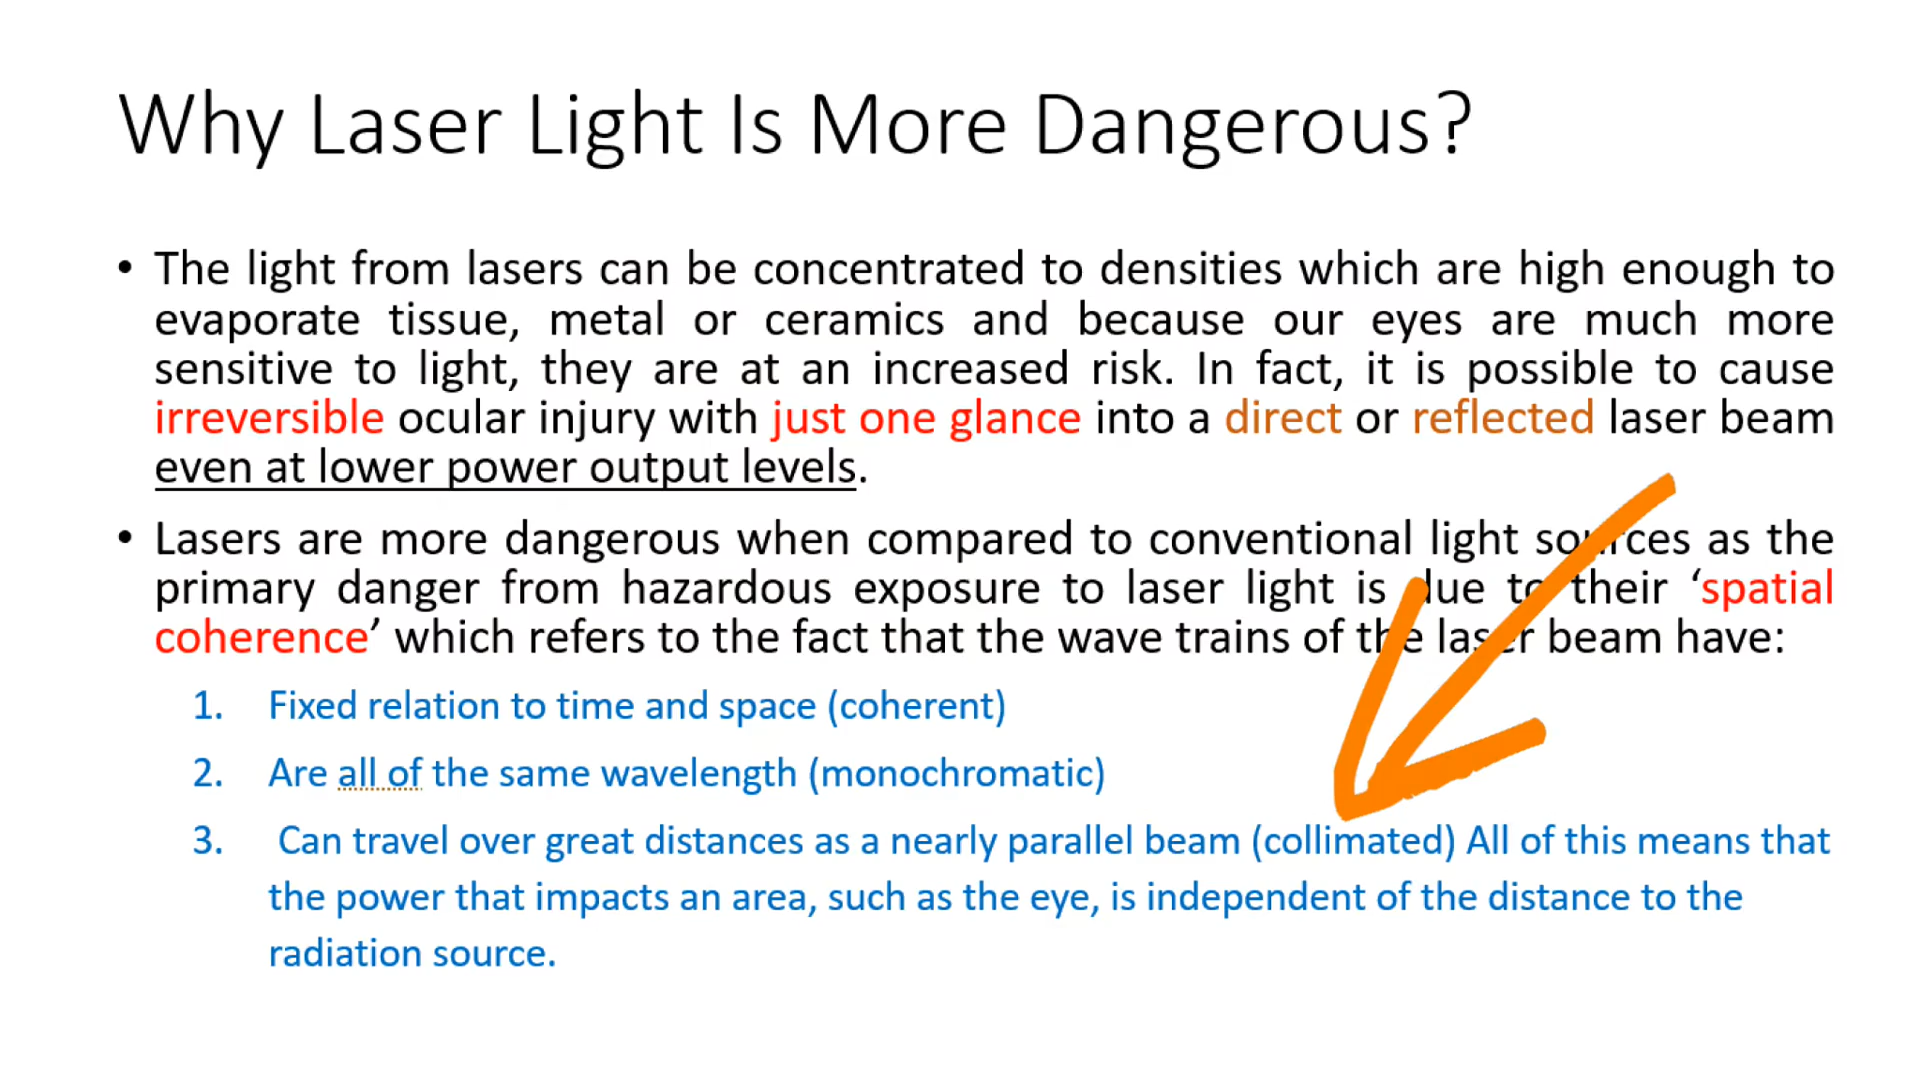 Why Laser Light Is More Dangerous?
• The light from lasers can be concentrated to densities which are high enough to
evaporate tissue, metal or ceramics and because our eyes are much more
sensitive to light, they are at an increased risk. In fact, it is possible to cause
irreversible ocular injury with just one glance into a direct or reflected laser beam
even at lower power output levels.
• Lasers are more dangerous when compared to conventional light sources as the
primary danger from hazardous exposure to laser light is due to their ‘spatial
coherence’ which refers to the fact that the wave trains of the laser beam have:
1. Fixed relation to time and space (coherent)
2. Are all of the same wavelength (monochromatic)
3. Can travel over great distances as a nearly parallel beam (collimated) All of this means that
the power that impacts an area, such as the eye, is independent of the distance to the
radiation source.